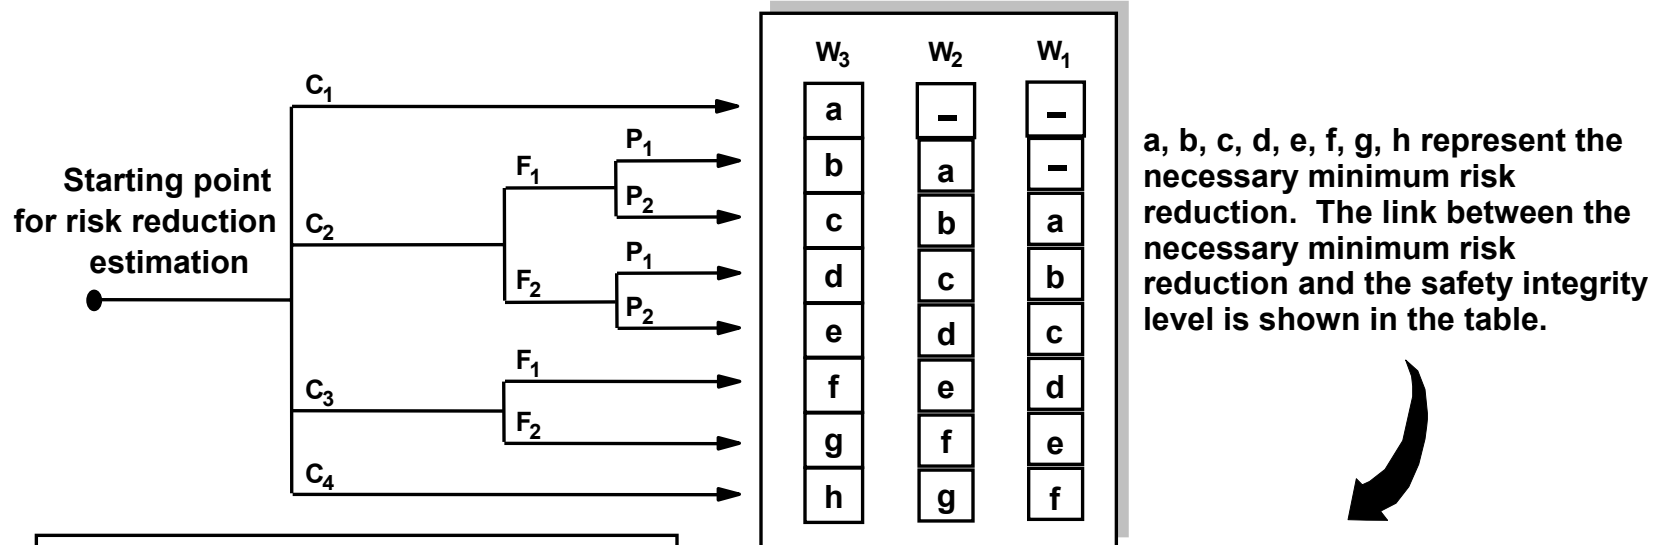 W3 W2 W1
C1
a – –
P1
F1
b a –
P2
c b a
C2
P1
F2
d c b
P2
e d c
F1
f e d
C3
F2
g f e
C4
h g f
Starting point
for risk reduction
estimation
a, b, c, d, e, f, g, h represent the
necessary minimum risk
reduction. The link between the
necessary minimum risk
reduction and the safety integrity
level is shown in the table.